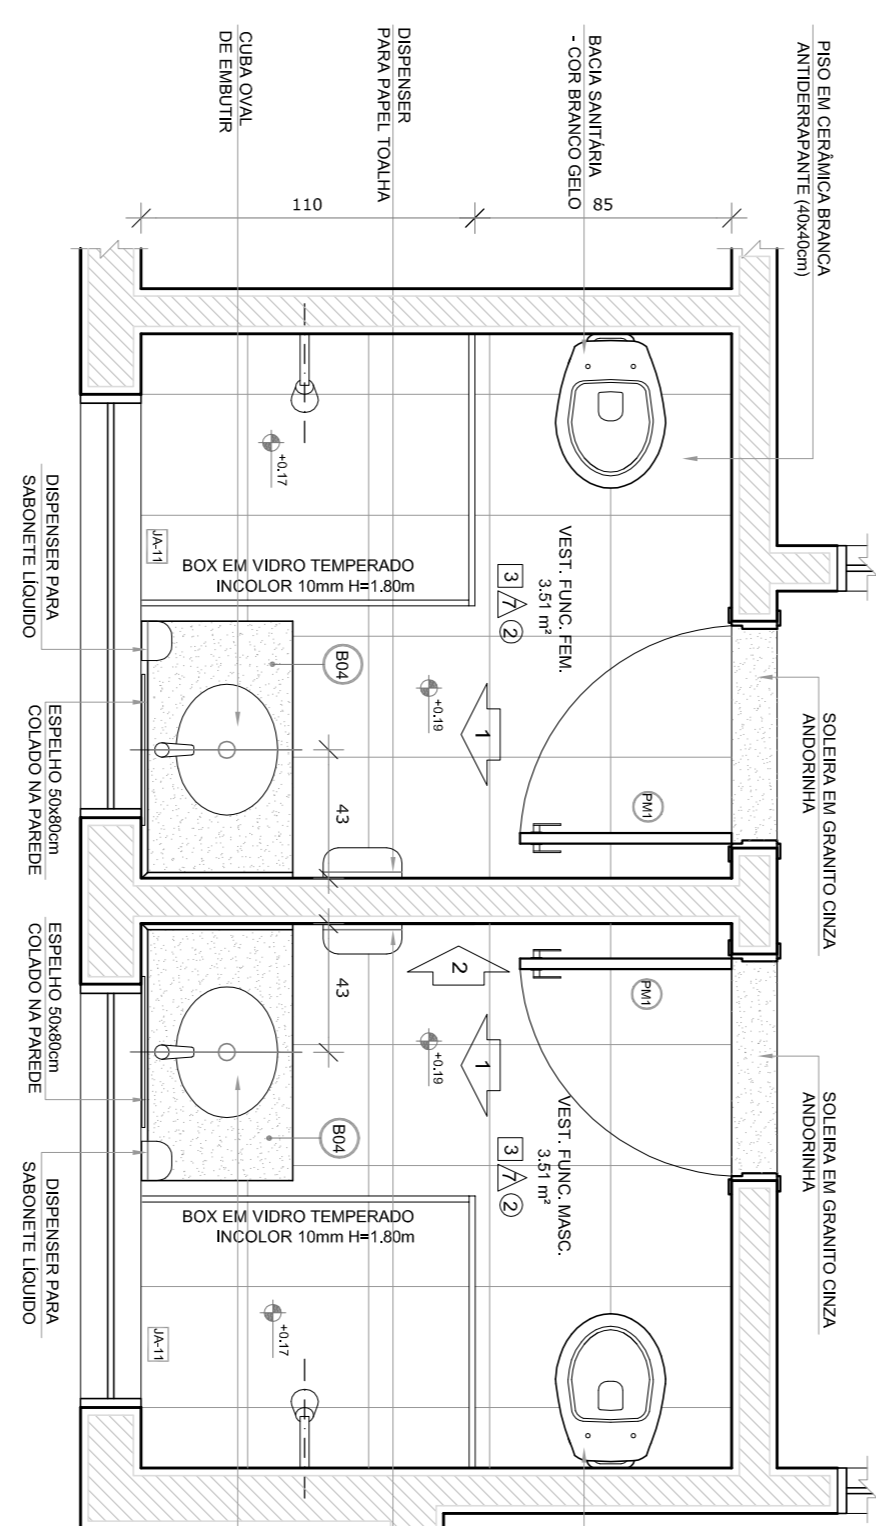 PISO EM CERÂMICA BRANCA
ANTIDERRAPANTE (40x40cm)
BACIA SANITÁRIA
- COR BRANCO GELO
DISPENSER
PARA PAPEL TOALHA
CUBA OVAL
DE EMBUTIR
110
85
+0.17
JA-11
BOX EM VIDRO TEMPERADO
INCOLOR 10mm H=1.80m
VEST. FUNC. FEM.
3.51 m²
3 7 2
B04
+0.19
1
PM1
43
SOLEIRA EM GRANITO CINZA
ANDORINHA
DISPENSER PARA
SABONETE LÍQUIDO
ESPELHO 50x80cm
COLADO NA PAREDE
ESPELHO 50x80cm
COLADO NA PAREDE
43
2
PM1
+0.19
1
B04
VEST. FUNC. MASC.
3.51 m²
3 7 2
SOLEIRA EM GRANITO CINZA
ANDORINHA
DISPENSER PARA
SABONETE LÍQUIDO
BOX EM VIDRO TEMPERADO
INCOLOR 10mm H=1.80m
+0.17
JA-11